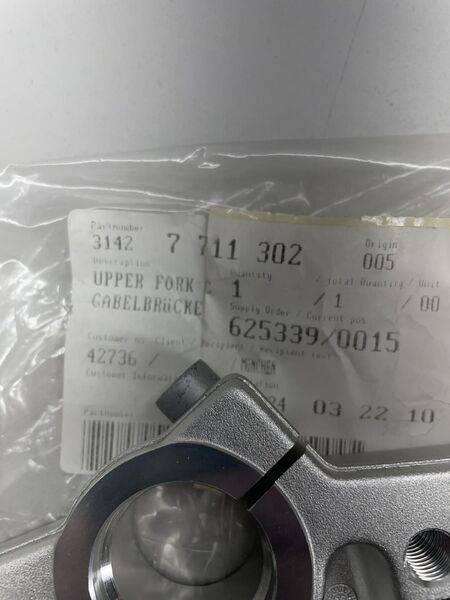 Partnumber
3142 7 711 302
Origin
005
Description
UPPER FORK
GABELBRÜCKE
Quantity / Total Quantity / Unit
1 / 1 / 00
Supply Order / Current pos
625339/0015
Customer No. Client / Recipient / Recipient text
42736 / / MÜNCHEN
Customer Information
24 03 22 10
Partnumber